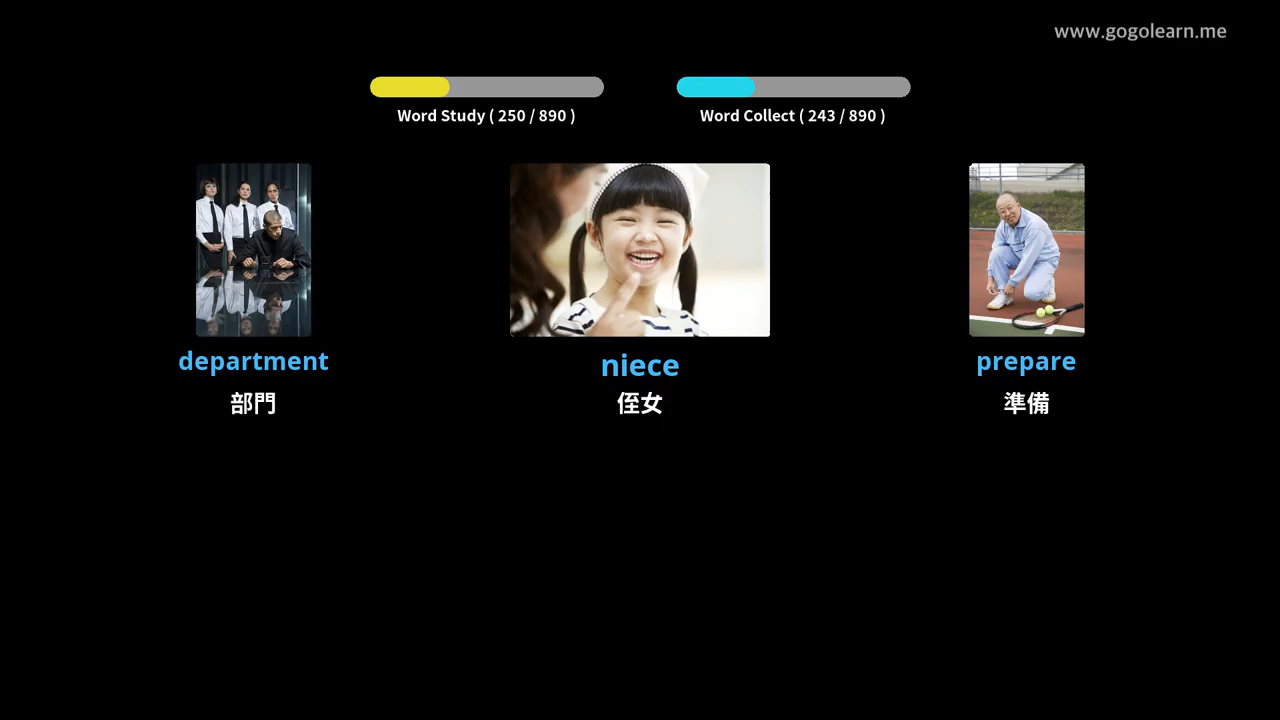 www.gogolearn.me
Word Study ( 250 / 890 )
Word Collect ( 243 / 890 )
department
niece
prepare
部門
侄女
準備